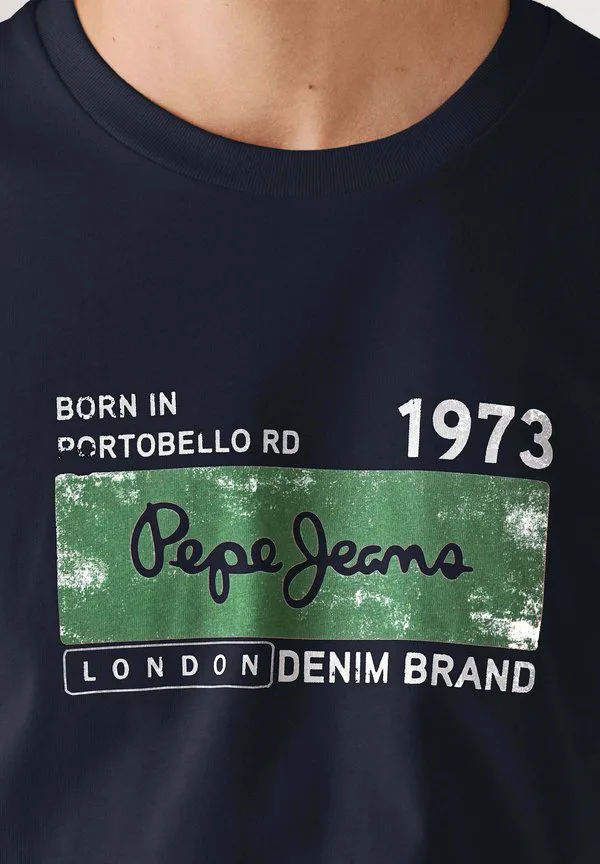 BORN IN
PORTOBELLO RD
1973
Pepe Jeans
LONDON DENIM BRAND